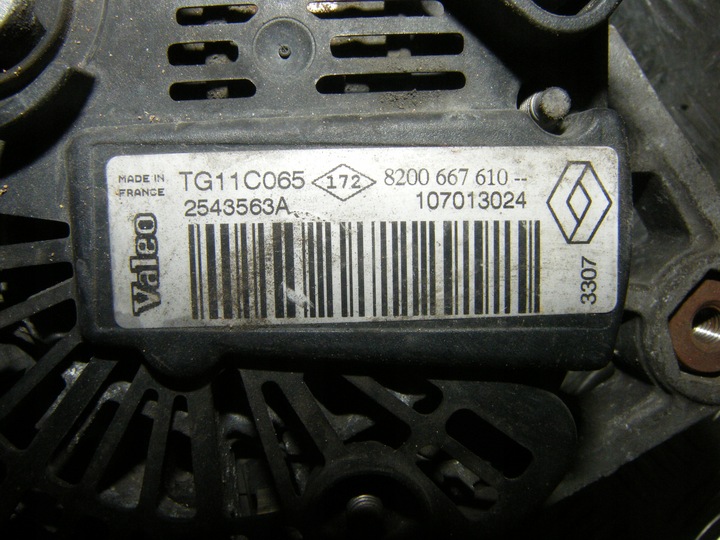 MADE IN
FRANCE
TG11C065 172 8200 667 610 --
2543563A 107013024
Valeo
3307